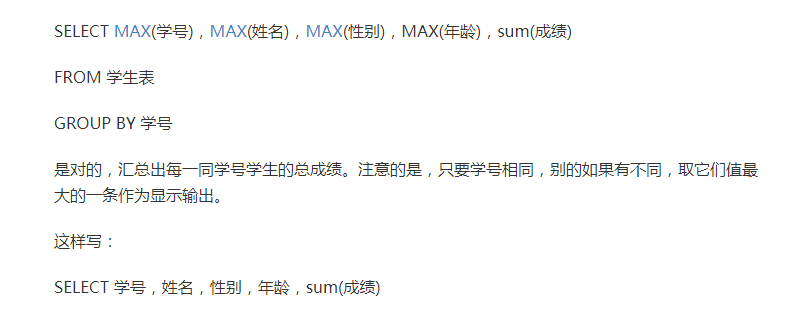 SELECT MAX(学号)，MAX(姓名)，MAX(性别)，MAX(年龄)，sum(成绩)
FROM 学生表
GROUP BY 学号
是对的，汇总出每一同学号学生的总成绩。注意的是，只要学号相同，别的如果有不同，取它们值最
大的一条作为显示输出。
这样写：
SELECT 学号，姓名，性别，年龄，sum(成绩)